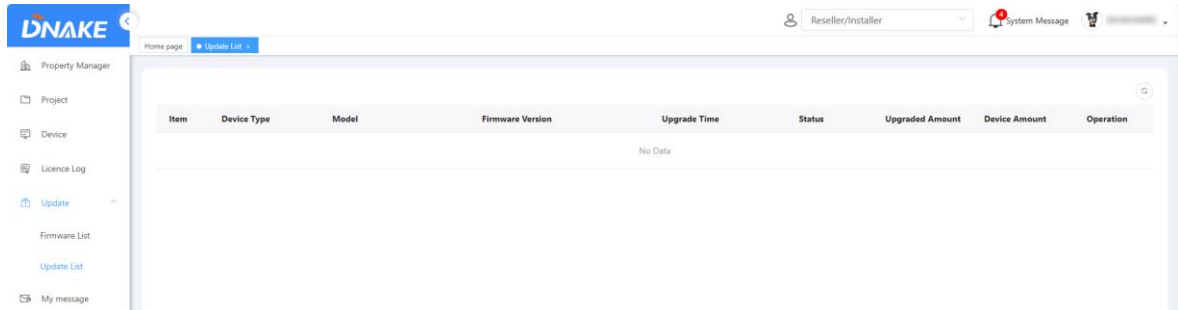 DNAKE
Reseller/Installer
4
System Message
Home page
Update List ×
Property Manager
Project
Device
Licence Log
Update
Firmware List
Update List
My message
Item Device Type Model Firmware Version Upgrade Time Status Upgraded Amount Device Amount Operation
No Data